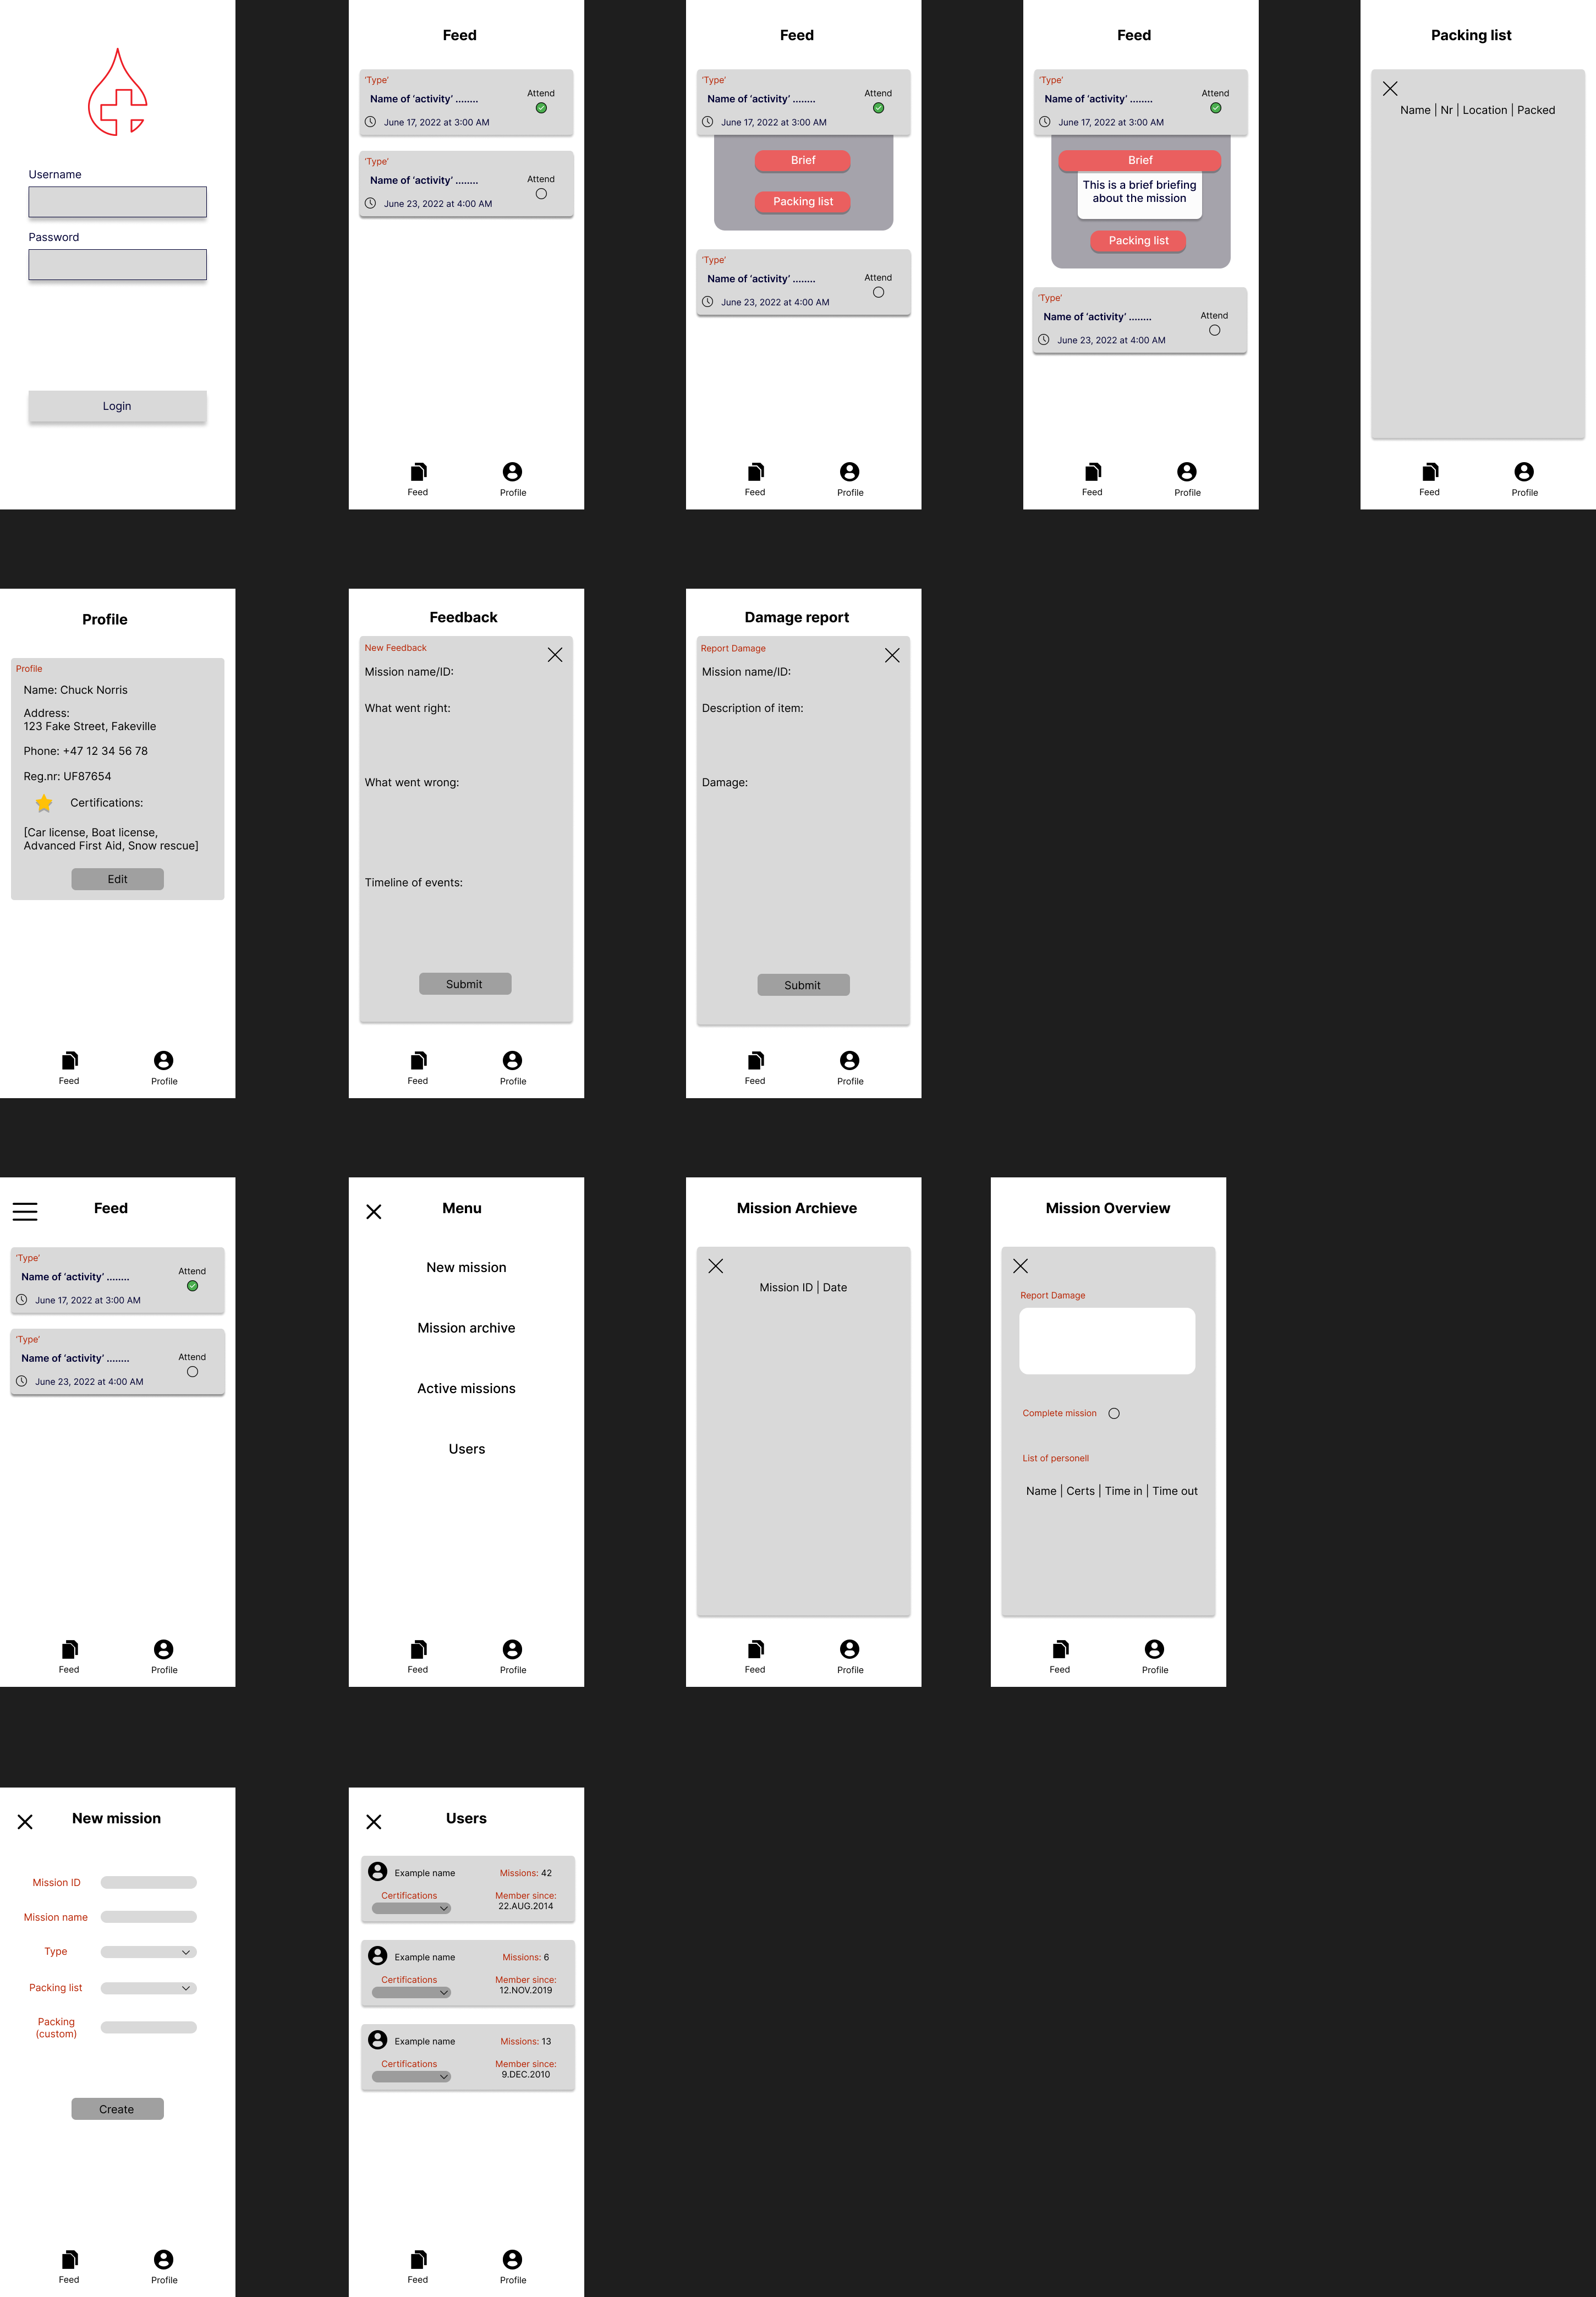 Username
Password
Login
Feed
'Type'
Name of 'activity' ........
Attend
June 17, 2022 at 3:00 AM
'Type'
Name of 'activity' ........
Attend
June 23, 2022 at 4:00 AM
Feed
Profile
Feed
'Type'
Name of 'activity' ........
Attend
June 17, 2022 at 3:00 AM
Brief
Packing list
'Type'
Name of 'activity' ........
Attend
June 23, 2022 at 4:00 AM
Feed
Profile
Feed
'Type'
Name of 'activity' ........
Attend
June 17, 2022 at 3:00 AM
Brief
This is a brief briefing
about the mission
Packing list
'Type'
Name of 'activity' ........
Attend
June 23, 2022 at 4:00 AM
Feed
Profile
Packing list
Name | Nr | Location | Packed
Feed
Profile
Profile
Profile
Name: Chuck Norris
Address:
123 Fake Street, Fakeville
Phone: +47 12 34 56 78
Reg.nr: UF87654
Certifications:
[Car license, Boat license,
Advanced First Aid, Snow rescue]
Edit
Feed
Profile
Feedback
New Feedback
Mission name/ID:
What went right:
What went wrong:
Timeline of events:
Submit
Feed
Profile
Damage report
Report Damage
Mission name/ID:
Description of item:
Damage:
Submit
Feed
Profile
Feed
'Type'
Name of 'activity' ........
Attend
June 17, 2022 at 3:00 AM
'Type'
Name of 'activity' ........
Attend
June 23, 2022 at 4:00 AM
Feed
Profile
Menu
New mission
Mission archive
Active missions
Users
Feed
Profile
Mission Archieve
Mission ID | Date
Feed
Profile
Mission Overview
Report Damage
Complete mission
List of personell
Name | Certs | Time in | Time out
Feed
Profile
New mission
Mission ID
Mission name
Type
Packing list
Packing
(custom)
Create
Feed
Profile
Users
Example name
Missions: 42
Certifications
Member since:
22.AUG.2014
Example name
Missions: 6
Certifications
Member since:
12.NOV.2019
Example name
Missions: 13
Certifications
Member since:
9.DEC.2010
Feed
Profile